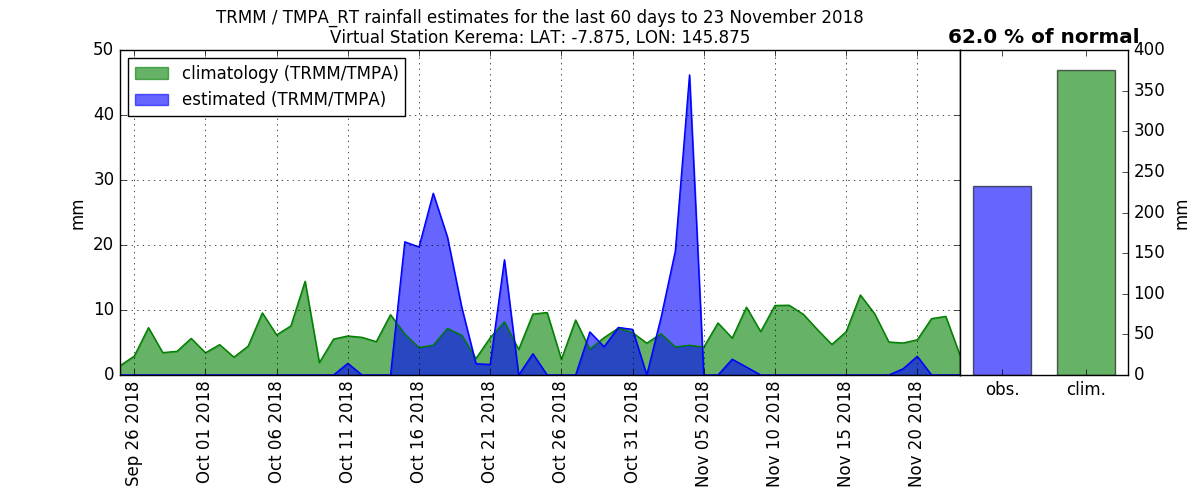 TRMM / TMPA_RT rainfall estimates for the last 60 days to 23 November 2018
Virtual Station Kerema: LAT: -7.875, LON: 145.875
62.0 % of normal
climatology (TRMM/TMPA)
estimated (TRMM/TMPA)
50
40
30
20
10
0
mm
Sep 26 2018
Oct 01 2018
Oct 06 2018
Oct 11 2018
Oct 16 2018
Oct 21 2018
Oct 26 2018
Oct 31 2018
Nov 05 2018
Nov 10 2018
Nov 15 2018
Nov 20 2018
obs.
clim.
400
350
300
250
200
150
100
50
0
mm